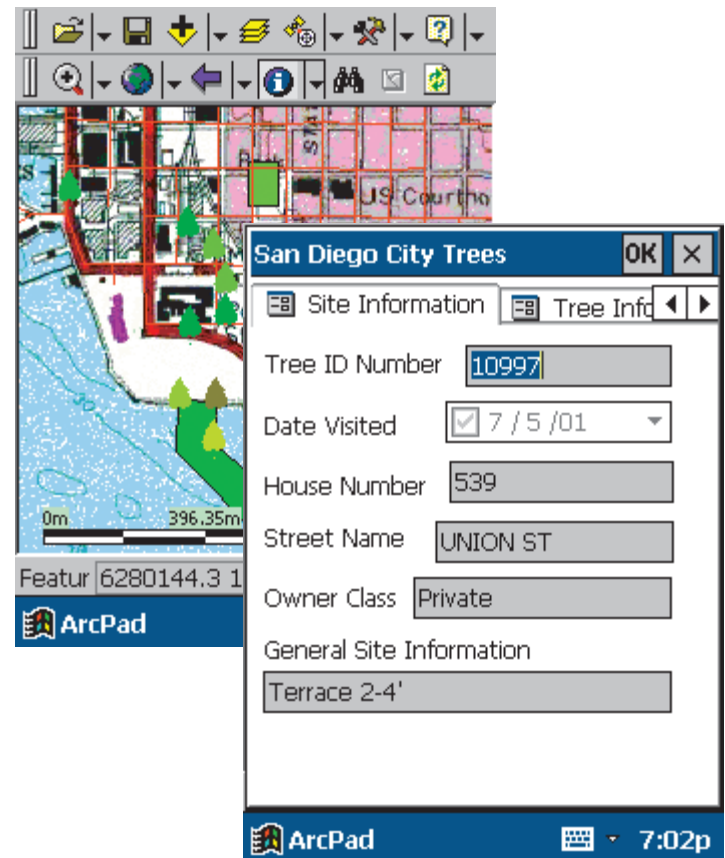 US Courtho
San Diego City Trees OK
Site Information Tree Info
Tree ID Number 10997
Date Visited 7 / 5 /01
House Number 539
Street Name UNION ST
Owner Class Private
General Site Information
Terrace 2-4'
0m 396.35m
Featur 6280144.3 1
ArcPad
ArcPad 7:02p